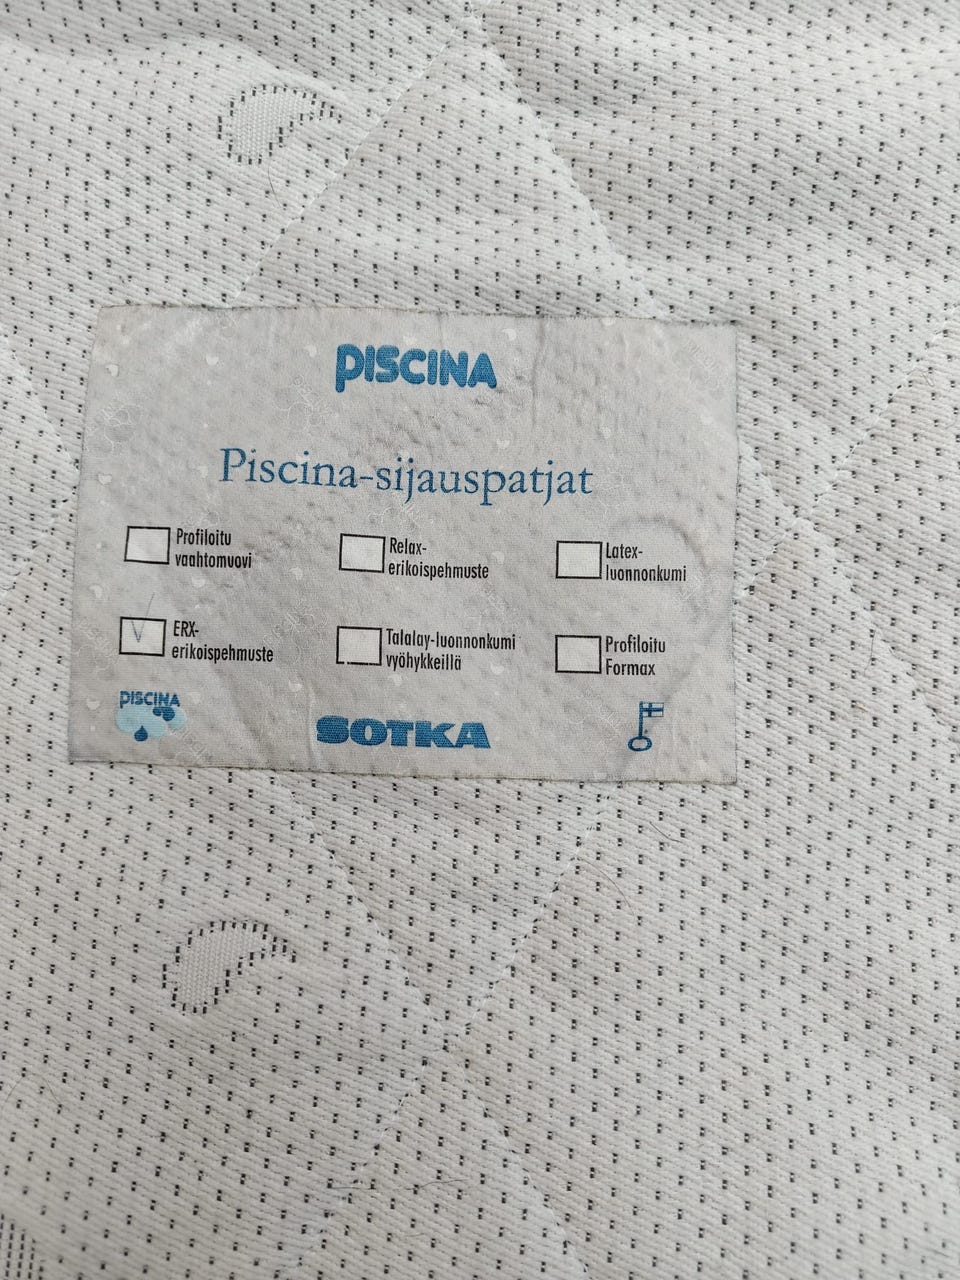 PISCINA
Piscina-sijauspatjat
Profiloitu
vaahtomuovi
Relax-
erikoispehmuste
Latex-
luonnonkumi
V
ERX-
erikoispehmuste
Talalay-luonnonkumi
vyöhykkeillä
Profiloitu
Formax
PISCINA
SOTKA